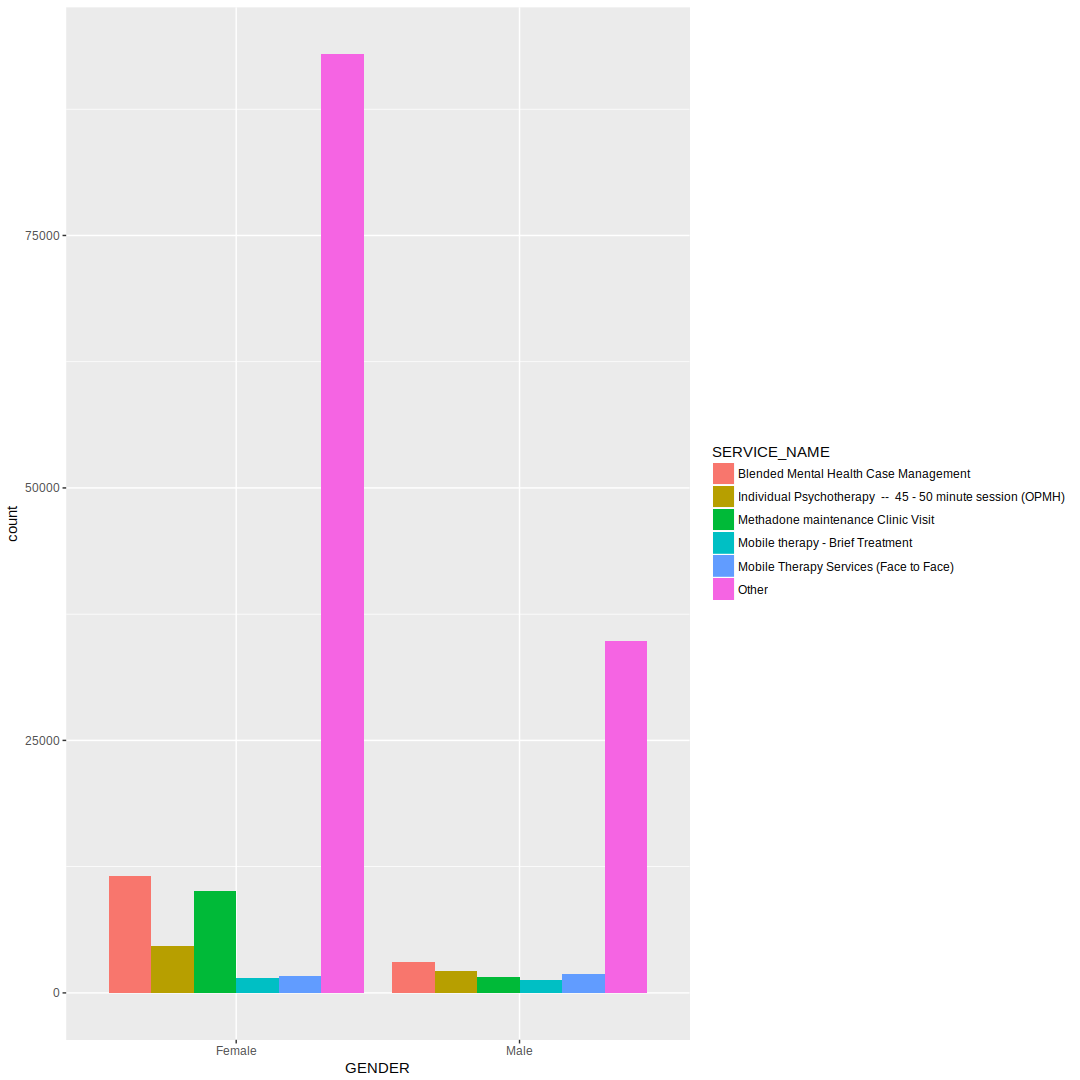 75000
50000
25000
0
count
Female
Male
GENDER
SERVICE_NAME
Blended Mental Health Case Management
Individual Psychotherapy  --  45 - 50 minute session (OPMH)
Methadone maintenance Clinic Visit
Mobile therapy - Brief Treatment
Mobile Therapy Services (Face to Face)
Other